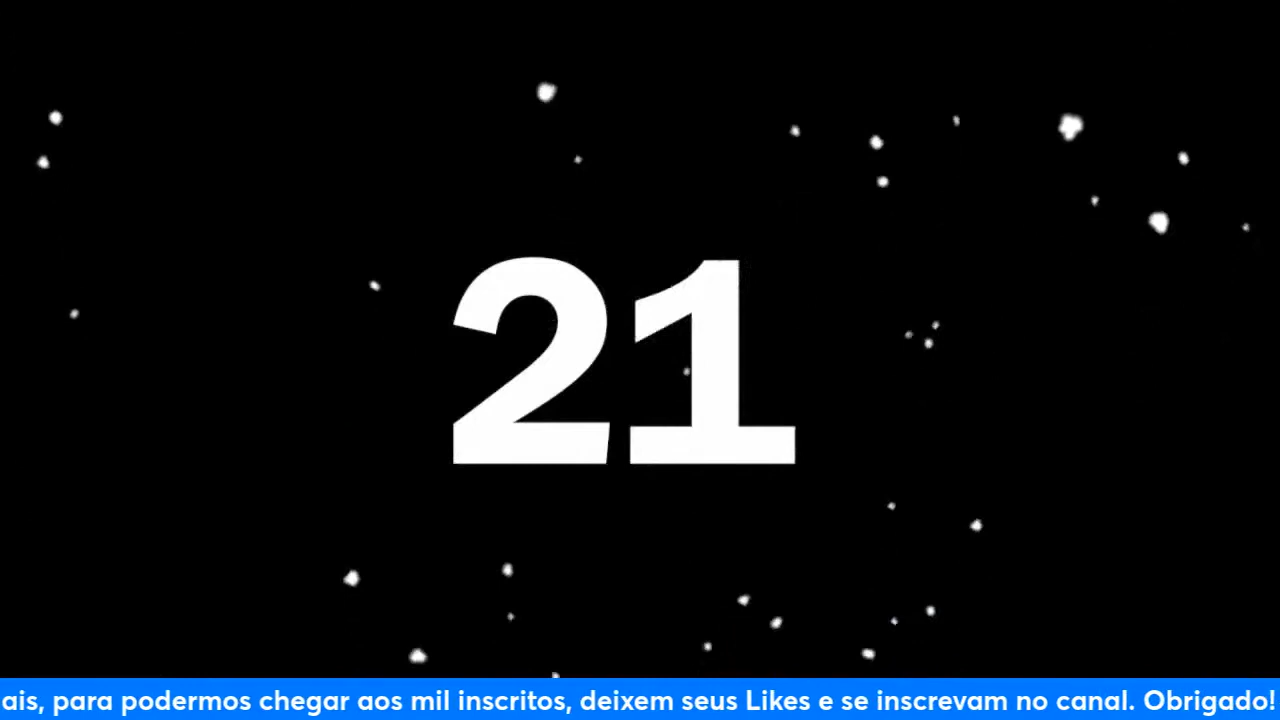 21
ais, para podermos chegar aos mil inscritos, deixem seus Likes e se inscrevam no canal. Obrigado!